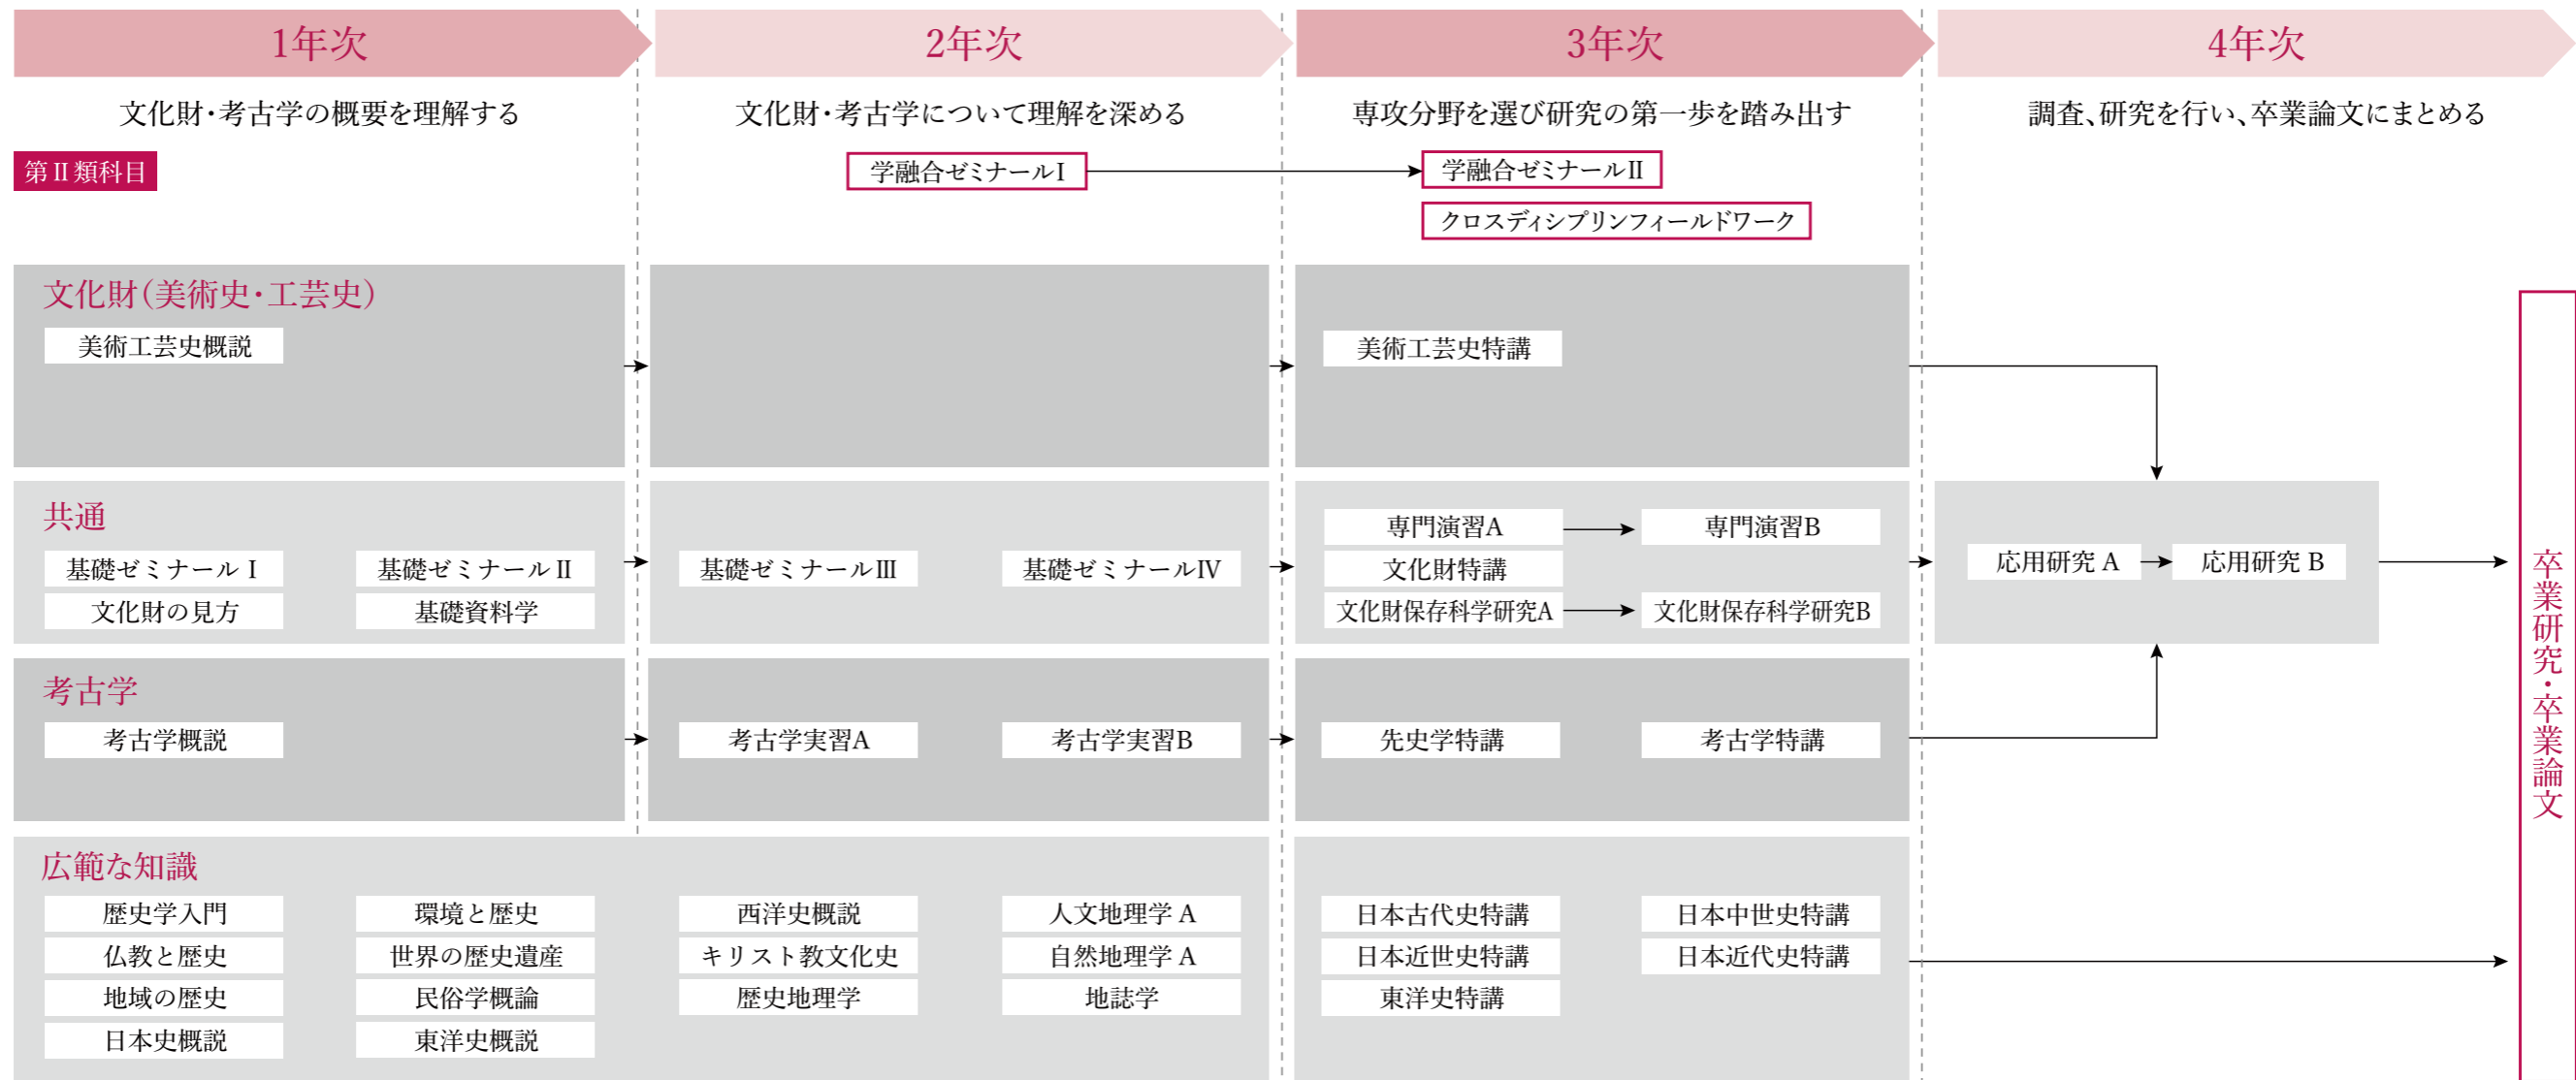 1年次
2年次
3年次
4年次
文化財・考古学の概要を理解する
文化財・考古学について理解を深める
専攻分野を選び研究の第一歩を踏み出す
調査、研究を行い、卒業論文にまとめる
第Ⅱ類科目
学融合ゼミナールⅠ
学融合ゼミナールⅡ
クロスディシプリンフィールドワーク
文化財(美術史・工芸史)
美術工芸史概説
美術工芸史特講
共通
基礎ゼミナール Ⅰ
基礎ゼミナール Ⅱ
文化財の見方
基礎資料学
基礎ゼミナールⅢ
基礎ゼミナールⅣ
専門演習A
専門演習B
文化財特講
文化財保存科学研究A
文化財保存科学研究B
応用研究 A
応用研究 B
考古学
考古学概説
考古学実習A
考古学実習B
先史学特講
考古学特講
広範な知識
歴史学入門
環境と歴史
西洋史概説
人文地理学 A
仏教と歴史
世界の歴史遺産
キリスト教文化史
自然地理学 A
地域の歴史
民俗学概論
歴史地理学
地誌学
日本史概説
東洋史概説
日本古代史特講
日本中世史特講
日本近世史特講
日本近代史特講
東洋史特講
卒業研究・卒業論文